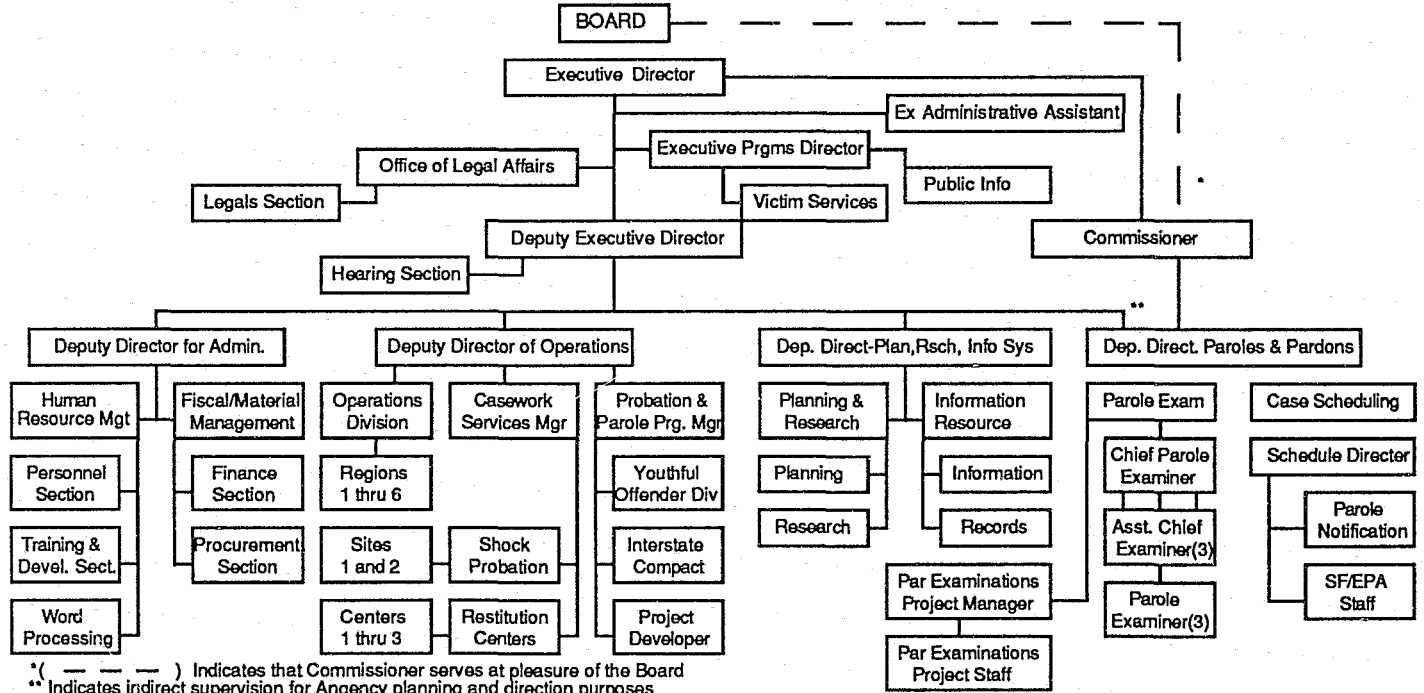 BOARD
Executive Director
Ex Administrative Assistant
Executive Prgms Director
Office of Legal Affairs
Public Info
*
Legals Section
Victim Services
Deputy Executive Director
Commissioner
Hearing Section
**
Deputy Director for Admin.
Deputy Director of Operations
Dep. Direct-Plan,Rsch, Info Sys
Dep. Direct. Paroles & Pardons
Human
Resource Mgt
Fiscal/Material
Management
Operations
Division
Casework
Services Mgr
Probation &
Parole Prg. Mgr
Planning &
Research
Information
Resource
Parole Exam
Case Scheduling
Personnel
Section
Finance
Section
Regions
1 thru 6
Youthful
Offender Div
Planning
Information
Chief Parole
Examiner
Schedule Director
Training &
Devel. Sect.
Procurement
Section
Sites
1 and 2
Shock
Probation
Interstate
Compact
Research
Records
Asst. Chief
Examiner(3)
Parole
Notification
Word
Processing
Centers
1 thru 3
Restitution
Centers
Project
Developer
Par Examinations
Project Manager
Parole
Examiner(3)
SF/EPA
Staff
Par Examinations
Project Staff
*( — — — ) Indicates that Commissioner serves at pleasure of the Board
** Indicates indirect supervision for Angency planning and direction purposes